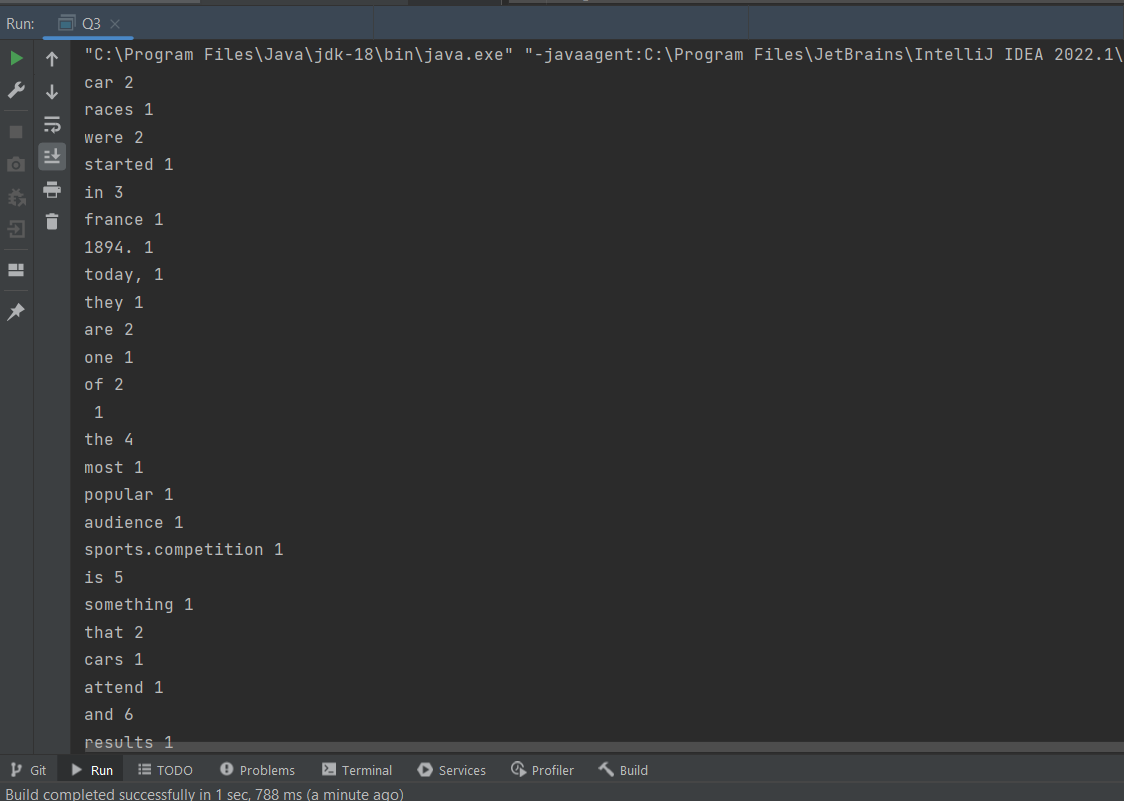 Run: Q3
"C:\Program Files\Java\jdk-18\bin\java.exe" "-javaagent:C:\Program Files\JetBrains\IntelliJ IDEA 2022.1\
car 2
races 1
were 2
started 1
in 3
france 1
1894. 1
today, 1
they 1
are 2
one 1
of 2
 1
the 4
most 1
popular 1
audience 1
sports.competition 1
is 5
something 1
that 2
cars 1
attend 1
and 6
results 1
Git Run TODO Problems Terminal Services Profiler Build
Build completed successfully in 1 sec, 788 ms (a minute ago)